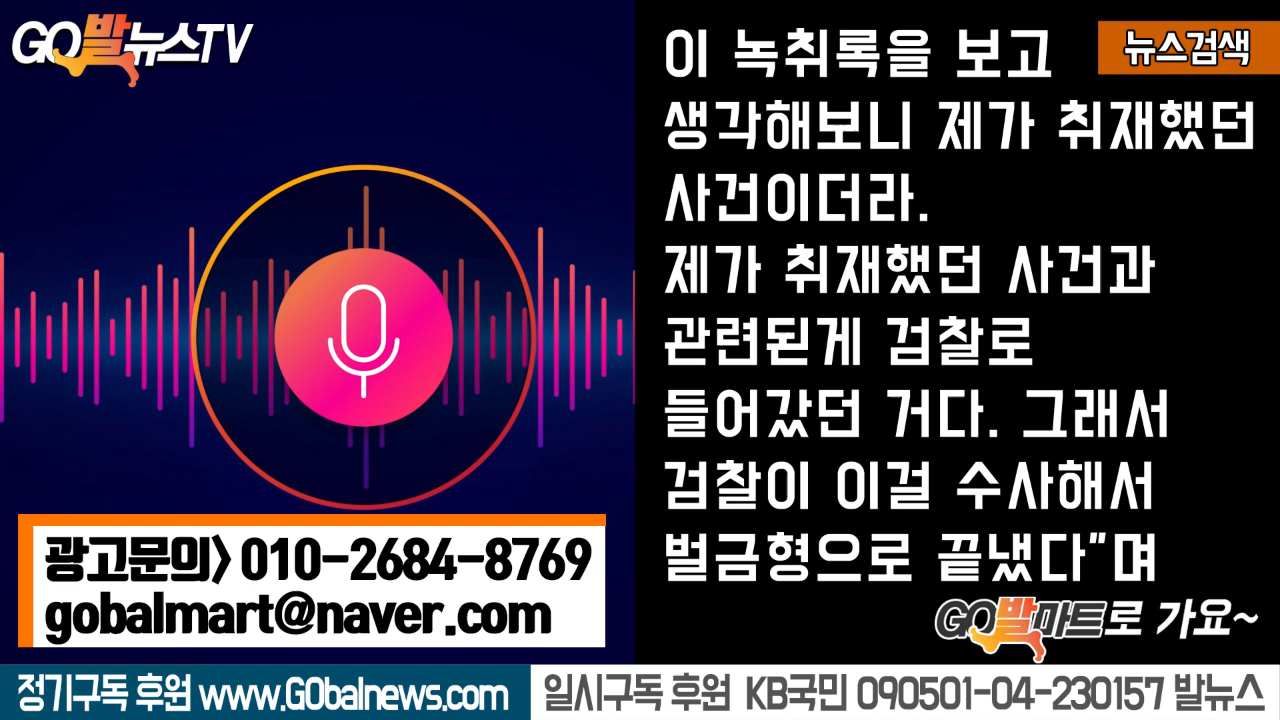 GO발뉴스TV
뉴스검색
이 녹취록을 보고
생각해보니 제가 취재했던
사건이더라.
제가 취재했던 사건과
관련된게 검찰로
들어갔던 거다. 그래서
검찰이 이걸 수사해서
벌금형으로 끝냈다"며
광고문의> 010-2684-8769
gobalmart@naver.com
GO발마트로 가요~
정기구독 후원 www.GObalnews.com
일시구독 후원 KB국민 090501-04-230157 발뉴스